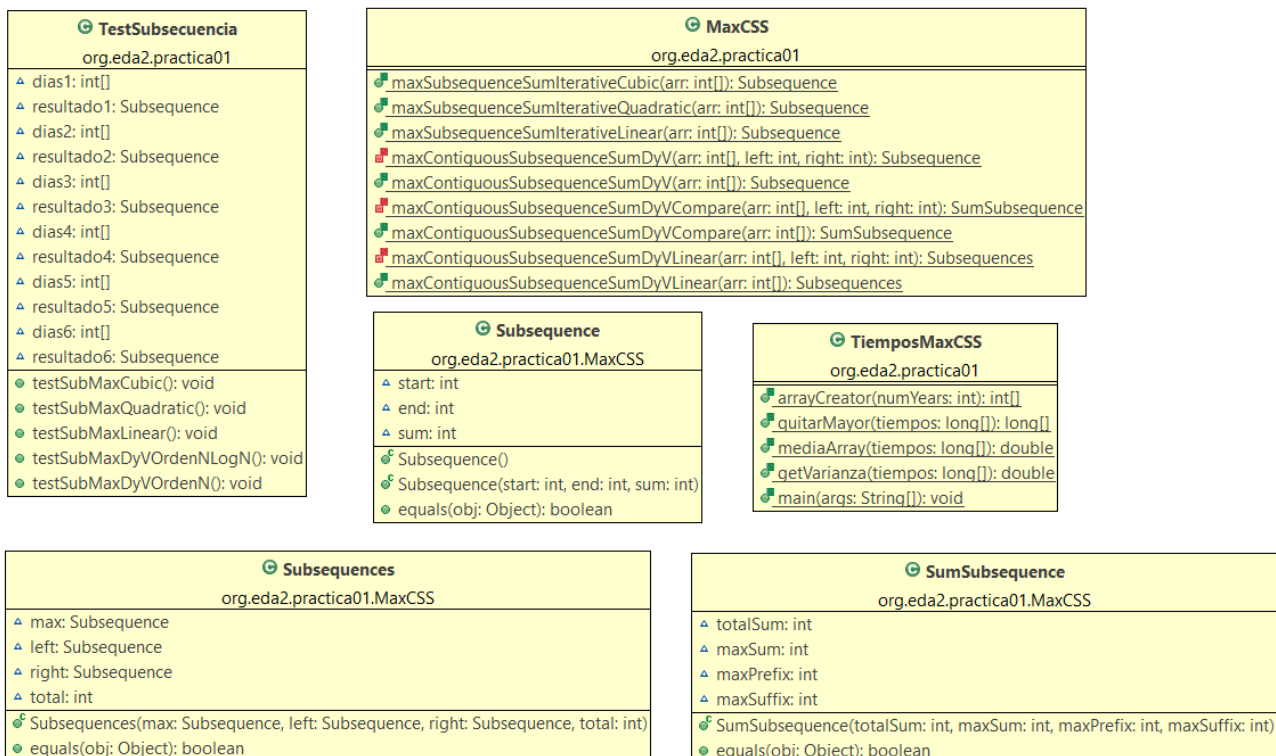 TestSubsecuencia
org.eda2.practica01
dias1: int[]
resultado1: Subsequence
dias2: int[]
resultado2: Subsequence
dias3: int[]
resultado3: Subsequence
dias4: int[]
resultado4: Subsequence
dias5: int[]
resultado5: Subsequence
dias6: int[]
resultado6: Subsequence
testSubMaxCubic(): void
testSubMaxQuadratic(): void
testSubMaxLinear(): void
testSubMaxDyVOrdenNLogN(): void
testSubMaxDyVOrdenN(): void
MaxCSS
org.eda2.practica01
maxSubsequenceSumIterativeCubic(arr: int[]): Subsequence
maxSubsequenceSumIterativeQuadratic(arr: int[]): Subsequence
maxSubsequenceSumIterativeLinear(arr: int[]): Subsequence
maxContiguousSubsequenceSumDyV(arr: int[], left: int, right: int): Subsequence
maxContiguousSubsequenceSumDyV(arr: int[]): Subsequence
maxContiguousSubsequenceSumDyVCompare(arr: int[], left: int, right: int): SumSubsequence
maxContiguousSubsequenceSumDyVCompare(arr: int[]): SumSubsequence
maxContiguousSubsequenceSumDyVLinear(arr: int[], left: int, right: int): Subsequences
maxContiguousSubsequenceSumDyVLinear(arr: int[]): Subsequences
Subsequence
org.eda2.practica01.MaxCSS
start: int
end: int
sum: int
Subsequence()
Subsequence(start: int, end: int, sum: int)
equals(obj: Object): boolean
TiemposMaxCSS
org.eda2.practica01
arrayCreator(numYears: int): int[]
quitarMayor(tiempos: long[]): long[]
mediaArray(tiempos: long[]): double
getVarianza(tiempos: long[]): double
main(args: String[]): void
Subsequences
org.eda2.practica01.MaxCSS
max: Subsequence
left: Subsequence
right: Subsequence
total: int
Subsequences(max: Subsequence, left: Subsequence, right: Subsequence, total: int)
equals(obj: Object): boolean
SumSubsequence
org.eda2.practica01.MaxCSS
totalSum: int
maxSum: int
maxPrefix: int
maxSuffix: int
SumSubsequence(totalSum: int, maxSum: int, maxPrefix: int, maxSuffix: int)
equals(obj: Object): boolean